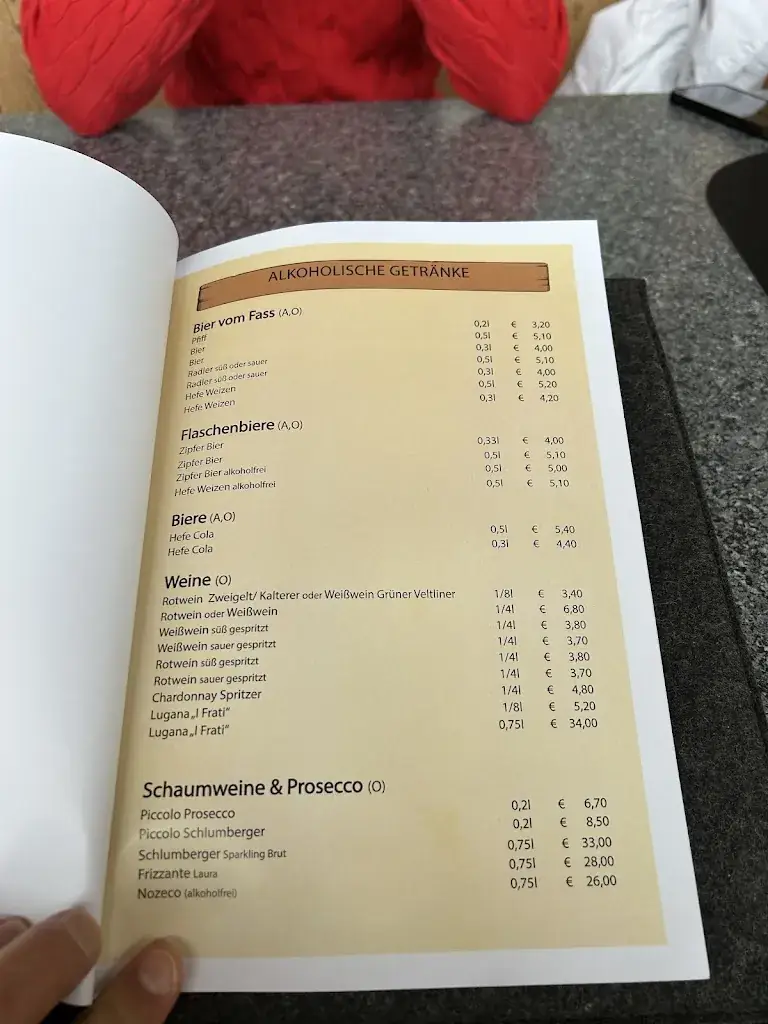 ALKOHOLISCHE GETRÄNKE
Bier vom Fass (A,O)
Pfiff 0,2l € 3,20
Bier 0,5l € 5,10
Bier 0,3l € 4,00
Radler süß oder sauer 0,5l € 5,10
Radler süß oder sauer 0,3l € 4,00
Hefe Weizen 0,5l € 5,20
Hefe Weizen 0,3l € 4,20
Flaschenbiere (A,O)
Zipfer Bier 0,33l € 4,00
Zipfer Bier 0,5l € 5,10
Zipfer Bier alkoholfrei 0,5l € 5,00
Hefe Weizen alkoholfrei 0,5l € 5,10
Biere (A,O)
Hefe Cola 0,5l € 5,40
Hefe Cola 0,3l € 4,40
Weine (O)
Rotwein Zweigelt/ Kalterer oder Weißwein Grüner Veltliner 1/8l € 3,40
Rotwein oder Weißwein 1/4l € 6,80
Weißwein süß gespritzt 1/4l € 3,80
Weißwein sauer gespritzt 1/4l € 3,70
Rotwein süß gespritzt 1/4l € 3,80
Rotwein sauer gespritzt 1/4l € 3,70
Chardonnay Spritzer 1/4l € 4,80
Lugana „I Frati" 1/8l € 5,20
Lugana „I Frati" 0,75l € 34,00
Schaumweine & Prosecco (O)
Piccolo Prosecco 0,2l € 6,70
Piccolo Schlumberger 0,2l € 8,50
Schlumberger Sparkling Brut 0,75l € 33,00
Frizzante Laura 0,75l € 28,00
Nozeco (alkoholfrei) 0,75l € 26,00